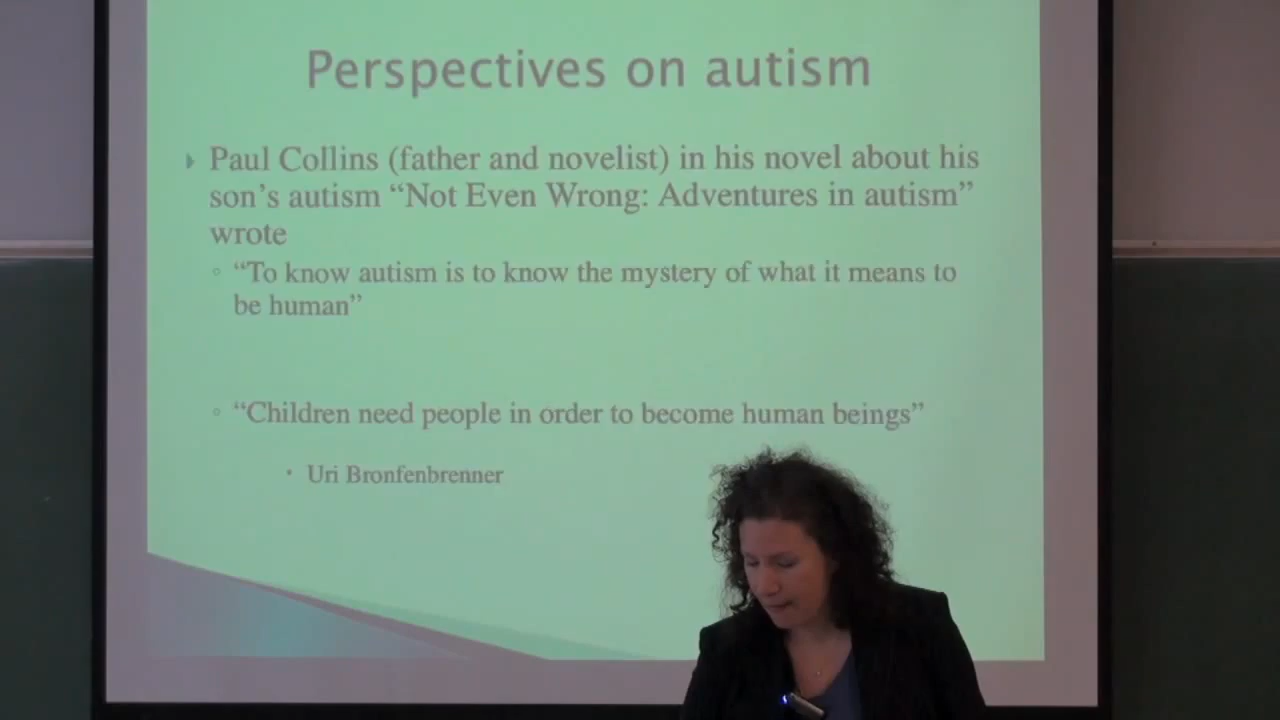 Perspectives on autism
Paul Collins (father and novelist) in his novel about his
son's autism “Not Even Wrong: Adventures in autism”
wrote
“To know autism is to know the mystery of what it means to
be human”
“Children need people in order to become human beings”
Uri Bronfenbrenner